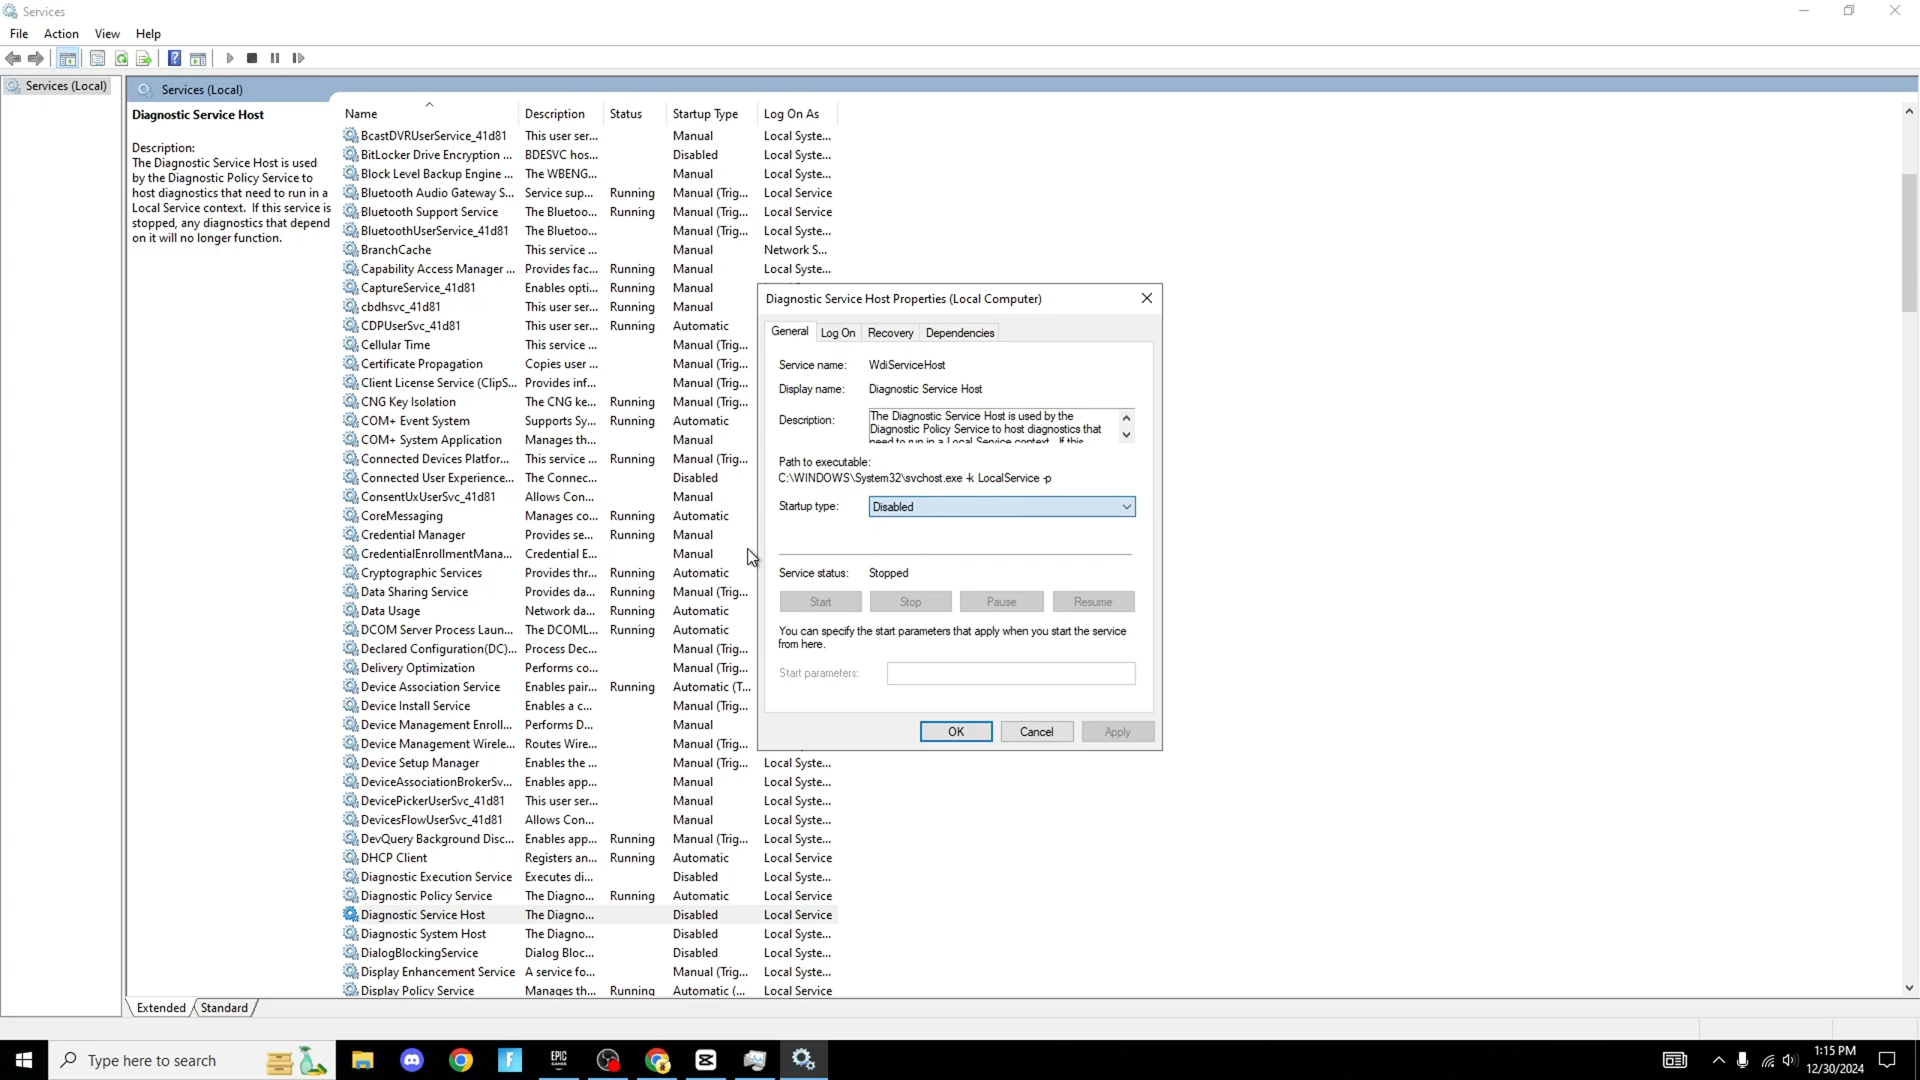 Services
File Action View Help
Services (Local)
Services (Local)
Diagnostic Service Host
Description:
The Diagnostic Service Host is used
by the Diagnostic Policy Service to
host diagnostics that need to run in a
Local Service context. If this service is
stopped, any diagnostics that depend
on it will no longer function.
Name Description Status Startup Type Log On As
BcastDVRUserService_41d81 This user ser... Manual Local Syste...
BitLocker Drive Encryption ... BDESVC hos... Disabled Local Syste...
Block Level Backup Engine ... The WBENG... Manual Local Syste...
Bluetooth Audio Gateway S... Service sup... Running Manual (Trig... Local Service
Bluetooth Support Service The Bluetoo... Running Manual (Trig... Local Service
BluetoothUserService_41d81 The Bluetoo... Manual (Trig... Local Syste...
BranchCache This service ... Manual Network S...
Capability Access Manager ... Provides fac... Running Manual Local Syste...
CaptureService_41d81 Enables opti... Running Manual
cbdhsvc_41d81 This user ser... Running Manual
CDPUserSvc_41d81 This user ser... Running Automatic
Cellular Time This service ... Manual (Trig...
Certificate Propagation Copies user ... Manual (Trig...
Client License Service (ClipS... Provides inf... Manual (Trig...
CNG Key Isolation The CNG ke... Running Manual (Trig...
COM+ Event System Supports Sy... Running Automatic
COM+ System Application Manages th... Manual
Connected Devices Platfor... This service ... Running Manual (Trig...
Connected User Experience... The Connec... Disabled
ConsentUxUserSvc_41d81 Allows Con... Manual
CoreMessaging Manages co... Running Automatic
Credential Manager Provides se... Running Manual
CredentialEnrollmentMana... Credential E... Manual
Cryptographic Services Provides thr... Running Automatic
Data Sharing Service Provides da... Running Manual (Trig...
Data Usage Network da... Running Automatic
DCOM Server Process Laun... The DCOML... Running Automatic
Declared Configuration(DC)... Process Dec... Manual (Trig...
Delivery Optimization Performs co... Manual (Trig...
Device Association Service Enables pair... Running Automatic (T...
Device Install Service Enables a c... Manual (Trig...
Device Management Enroll... Performs D... Manual
Device Management Wirele... Routes Wire... Manual (Trig...
Device Setup Manager Enables the ... Manual (Trig... Local Syste...
DeviceAssociationBrokerSv... Enables app... Manual Local Syste...
DevicePickerUserSvc_41d81 This user ser... Manual Local Syste...
DevicesFlowUserSvc_41d81 Allows Con... Manual Local Syste...
DevQuery Background Disc... Enables app... Running Manual (Trig... Local Syste...
DHCP Client Registers an... Running Automatic Local Service
Diagnostic Execution Service Executes di... Disabled Local Syste...
Diagnostic Policy Service The Diagno... Running Automatic Local Service
Diagnostic Service Host The Diagno... Disabled Local Service
Diagnostic System Host The Diagno... Disabled Local Syste...
DialogBlockingService Dialog Bloc... Disabled Local Syste...
Display Enhancement Service A service fo... Manual (Trig... Local Syste...
Display Policy Service Manages th... Running Automatic (... Local Service
Diagnostic Service Host Properties (Local Computer)
General Log On Recovery Dependencies
Service name: WdiServiceHost
Display name: Diagnostic Service Host
Description: The Diagnostic Service Host is used by the
Diagnostic Policy Service to host diagnostics that
need to run in a Local Service context. If this
Path to executable:
C:\WINDOWS\System32\svchost.exe -k LocalService -p
Startup type: Disabled
Service status: Stopped
Start Stop Pause Resume
You can specify the start parameters that apply when you start the service
from here.
Start parameters:
OK Cancel Apply
Extended Standard
Type here to search
EPIC
GAMES
1:15 PM
12/30/2024